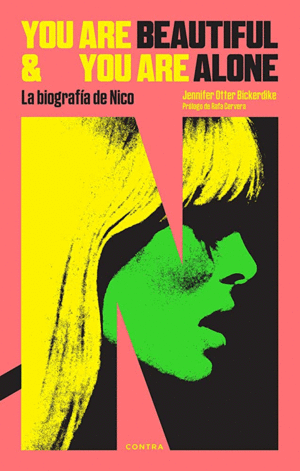 YOU ARE BEAUTIFUL
& YOU ARE ALONE
La biografía de Nico
Jennifer Otter Bickerdike
Prólogo de Rafa Cervera
CONTRA